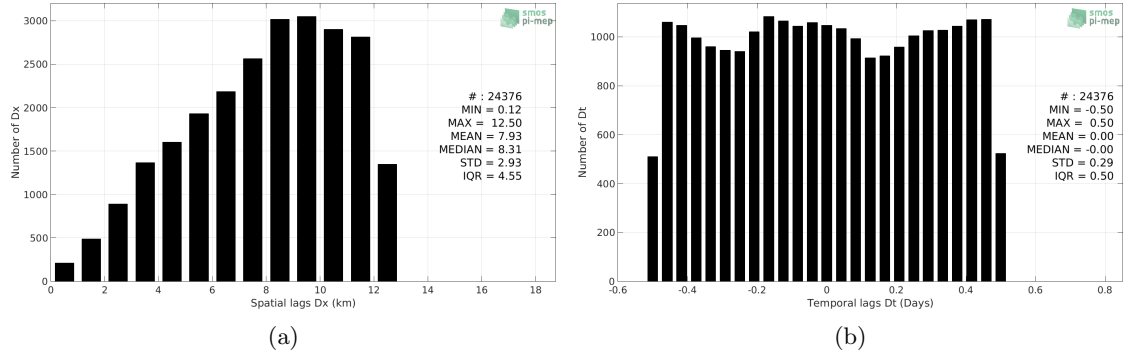 smos
pi-mep
3000
2500
2000
1500
1000
500
0
Number of Dx
# : 24376
MIN = 0.12
MAX = 12.50
MEAN = 7.93
MEDIAN = 8.31
STD = 2.93
IQR = 4.55
0 2 4 6 8 10 12 14 16 18
Spatial lags Dx (km)
(a)
smos
pi-mep
1000
800
600
400
200
0
Number of Dt
# : 24376
MIN = -0.50
MAX = 0.50
MEAN = 0.00
MEDIAN = -0.00
STD = 0.29
IQR = 0.50
-0.6 -0.4 -0.2 0 0.2 0.4 0.6 0.8
Temporal lags Dt (Days)
(b)